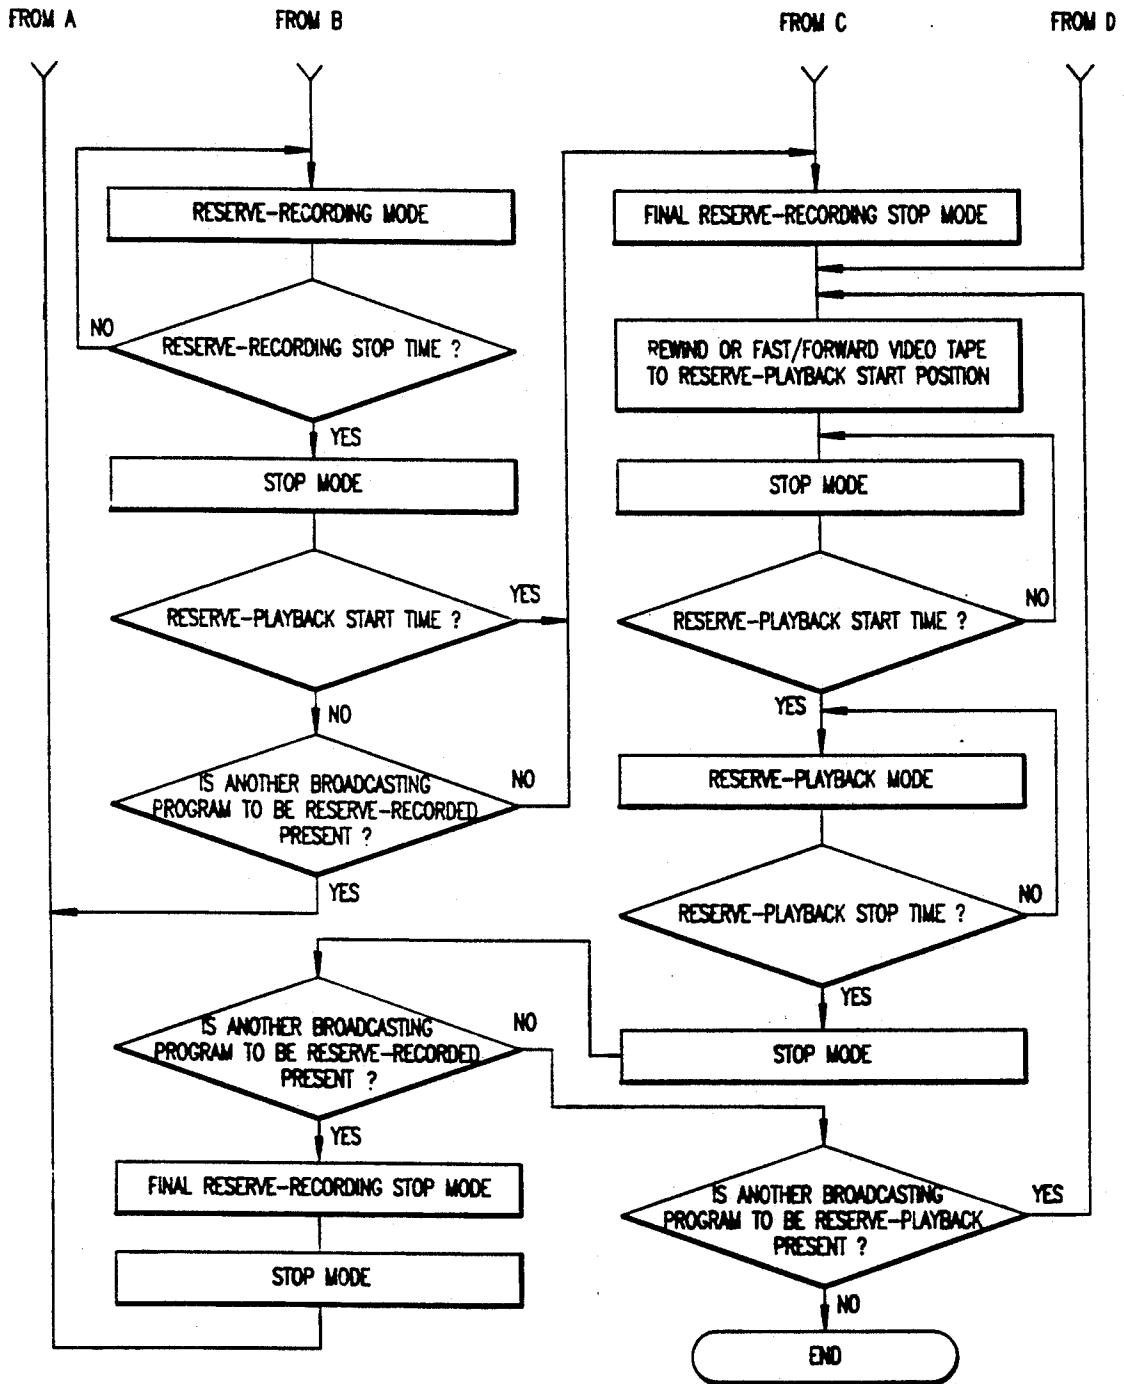 FROM A
FROM B
FROM C
FROM D
RESERVE-RECORDING MODE
NO
RESERVE-RECORDING STOP TIME ?
YES
STOP MODE
RESERVE-PLAYBACK START TIME ?
YES
NO
IS ANOTHER BROADCASTING
PROGRAM TO BE RESERVE-RECORDED
PRESENT ?
NO
YES
FINAL RESERVE-RECORDING STOP MODE
REWIND OR FAST/FORWARD VIDEO TAPE
TO RESERVE-PLAYBACK START POSITION
STOP MODE
RESERVE-PLAYBACK START TIME ?
NO
YES
RESERVE-PLAYBACK MODE
RESERVE-PLAYBACK STOP TIME ?
NO
YES
STOP MODE
IS ANOTHER BROADCASTING
PROGRAM TO BE RESERVE-RECORDED
PRESENT ?
NO
YES
FINAL RESERVE-RECORDING STOP MODE
STOP MODE
IS ANOTHER BROADCASTING
PROGRAM TO BE RESERVE-PLAYBACK
PRESENT ?
YES
NO
END